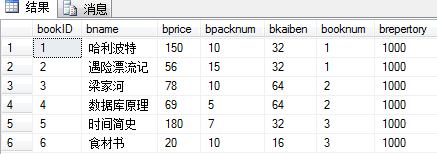 结果 消息
bookID bname bprice bpacknum bkaiben booknum brepertory
1 1 哈利波特 150 10 32 1 1000
2 2 遇险漂流记 56 15 32 1 1000
3 3 梁家河 78 10 64 2 1000
4 4 数据库原理 69 5 64 2 1000
5 5 时间简史 180 7 32 3 1000
6 6 食材书 20 10 16 3 1000